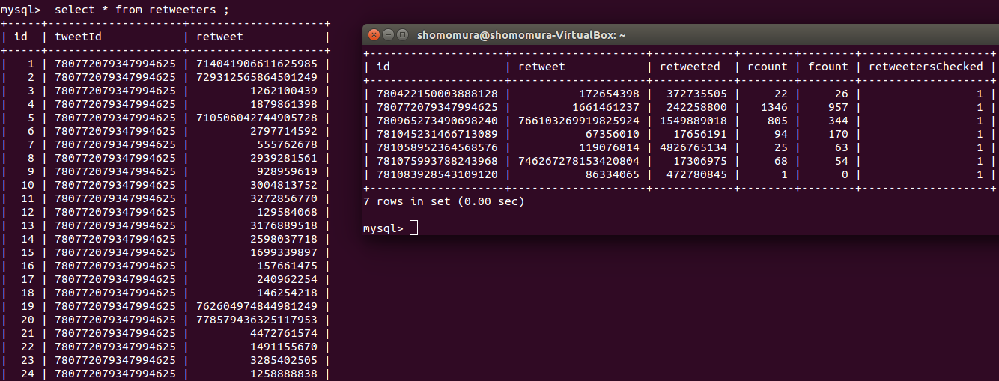 mysql>  select * from retweeters ;
+-----+--------------------+--------------------+
| id  | tweetId            | retweet            |
+-----+--------------------+--------------------+
|   1 | 780772079347994625 | 714041906611625985 |
|   2 | 780772079347994625 | 729312565864501249 |
|   3 | 780772079347994625 |         1262100439 |
|   4 | 780772079347994625 |         1879861398 |
|   5 | 780772079347994625 | 710506042744905728 |
|   6 | 780772079347994625 |         2797714592 |
|   7 | 780772079347994625 |          555762678 |
|   8 | 780772079347994625 |         2939281561 |
|   9 | 780772079347994625 |          928959619 |
|  10 | 780772079347994625 |         3004813752 |
|  11 | 780772079347994625 |         3272856770 |
|  12 | 780772079347994625 |          129584068 |
|  13 | 780772079347994625 |         3176889518 |
|  14 | 780772079347994625 |         2598037718 |
|  15 | 780772079347994625 |         1699339897 |
|  16 | 780772079347994625 |          157661475 |
|  17 | 780772079347994625 |          240962254 |
|  18 | 780772079347994625 |          146254218 |
|  19 | 780772079347994625 | 762604974844981249 |
|  20 | 780772079347994625 | 778579436325117953 |
|  21 | 780772079347994625 |         4472761574 |
|  22 | 780772079347994625 |         1491155670 |
|  23 | 780772079347994625 |         3285402505 |
|  24 | 780772079347994625 |         1258888838 |
shomomura@shomomura-VirtualBox: ~
+--------------------+--------------------+------------+--------+--------+-------------------+
| id                 | retweet            | retweeted  | rcount | fcount | retweetersChecked |
+--------------------+--------------------+------------+--------+--------+-------------------+
| 780422150003888128 |          172654398 |  372735505 |     22 |     26 |                 1 |
| 780772079347994625 |         1661461237 |  242258800 |   1346 |    957 |                 1 |
| 780965273490698240 | 766103269919825924 | 1549889018 |    805 |    344 |                 1 |
| 781045231466713089 |           67356010 |   17656191 |     94 |    170 |                 1 |
| 781058952364568576 |          119076814 | 4826765134 |     25 |     63 |                 1 |
| 781075993788243968 | 746267278153420804 |   17306975 |     68 |     54 |                 1 |
| 781083928543109120 |           86334065 |  472780845 |      1 |      0 |                 1 |
+--------------------+--------------------+------------+--------+--------+-------------------+
7 rows in set (0.00 sec)
mysql>